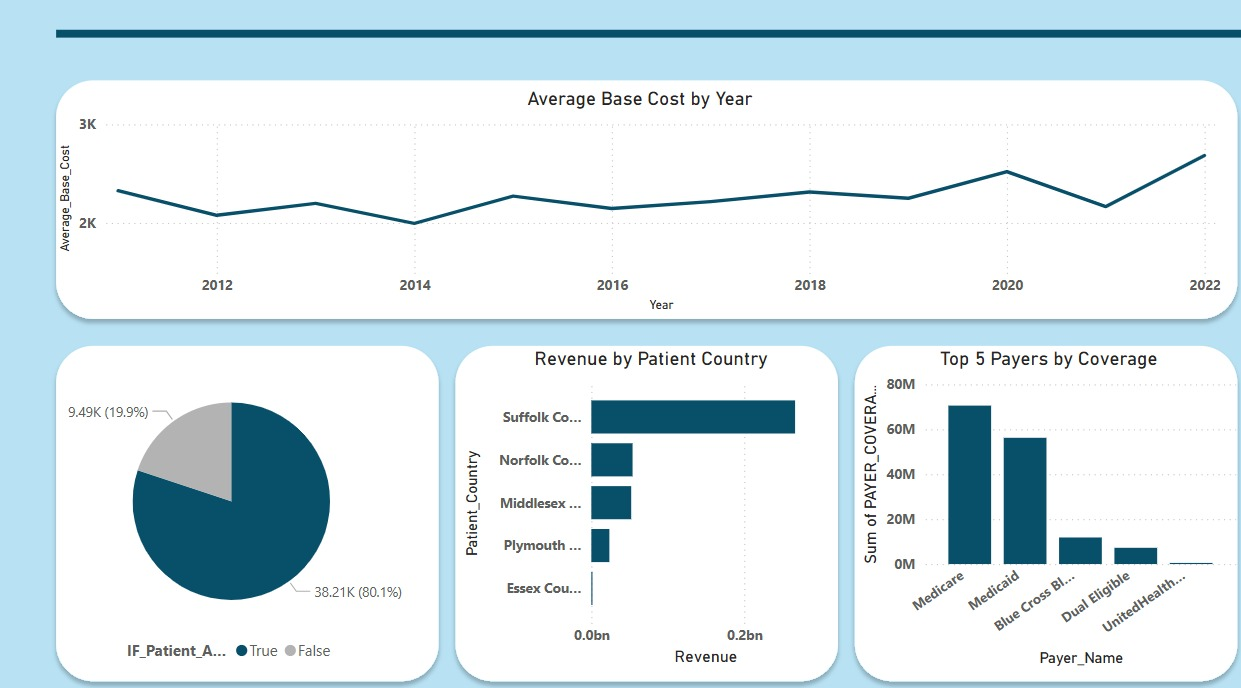 Average Base Cost by Year
3K
2K
Average_Base_Cost
2012 2014 2016 2018 2020 2022
Year
9.49K (19.9%)
38.21K (80.1%)
IF_Patient_A... True False
Revenue by Patient Country
Patient_Country
Suffolk Co...
Norfolk Co...
Middlesex ...
Plymouth ...
Essex Cou...
0.0bn 0.2bn
Revenue
Top 5 Payers by Coverage
Sum of PAYER_COVERA...
80M
60M
40M
20M
0M
Medicare
Medicaid
Blue Cross Bl...
Dual Eligible
UnitedHealth...
Payer_Name